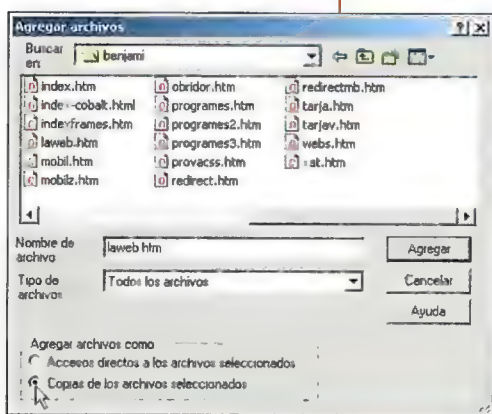 Agregar archivos
Buscar en:
benjami
index.htm
obridor.htm
redirectmb.htm
programes.htm
tarja.htm
indexframes.htm
programes2.htm
tarjav.htm
laweb.htm
programes3.htm
webs.htm
mobil.htm
provacss.htm
mobilz.htm
redirect.htm
Nombre de archivo
laweb.htm
Agregar
Tipo de archivos
Todos los archivos
Cancelar
Ayuda
Agregar archivos como
Accesos directos a los archivos seleccionados
Copias de los archivos seleccionados